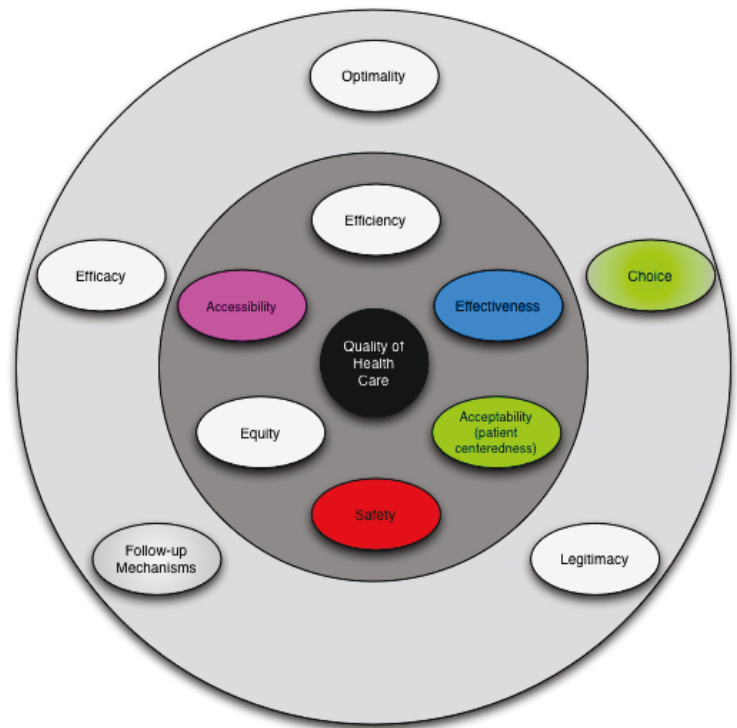 Optimality
Efficiency
Efficacy
Choice
Accessibility
Effectiveness
Quality of
Health
Care
Equity
Acceptability
(patient
centeredness)
Safety
Follow-up
Mechanisms
Legitimacy